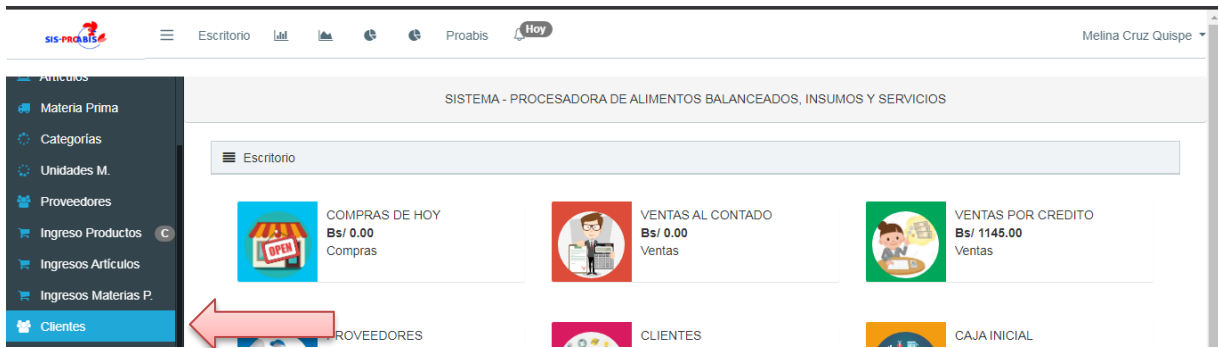 SIS-PROABIS
Escritorio
Proabis
Hoy
Melina Cruz Quispe
Artículos
Materia Prima
Categorías
Unidades M.
Proveedores
Ingreso Productos C
Ingresos Artículos
Ingresos Materias P.
Clientes
SISTEMA - PROCESADORA DE ALIMENTOS BALANCEADOS, INSUMOS Y SERVICIOS
Escritorio
OPEN
COMPRAS DE HOY
Bs/ 0.00
Compras
VENTAS AL CONTADO
Bs/ 0.00
Ventas
VENTAS POR CREDITO
Bs/ 1145.00
Ventas
PROVEEDORES
CLIENTES
CAJA INICIAL